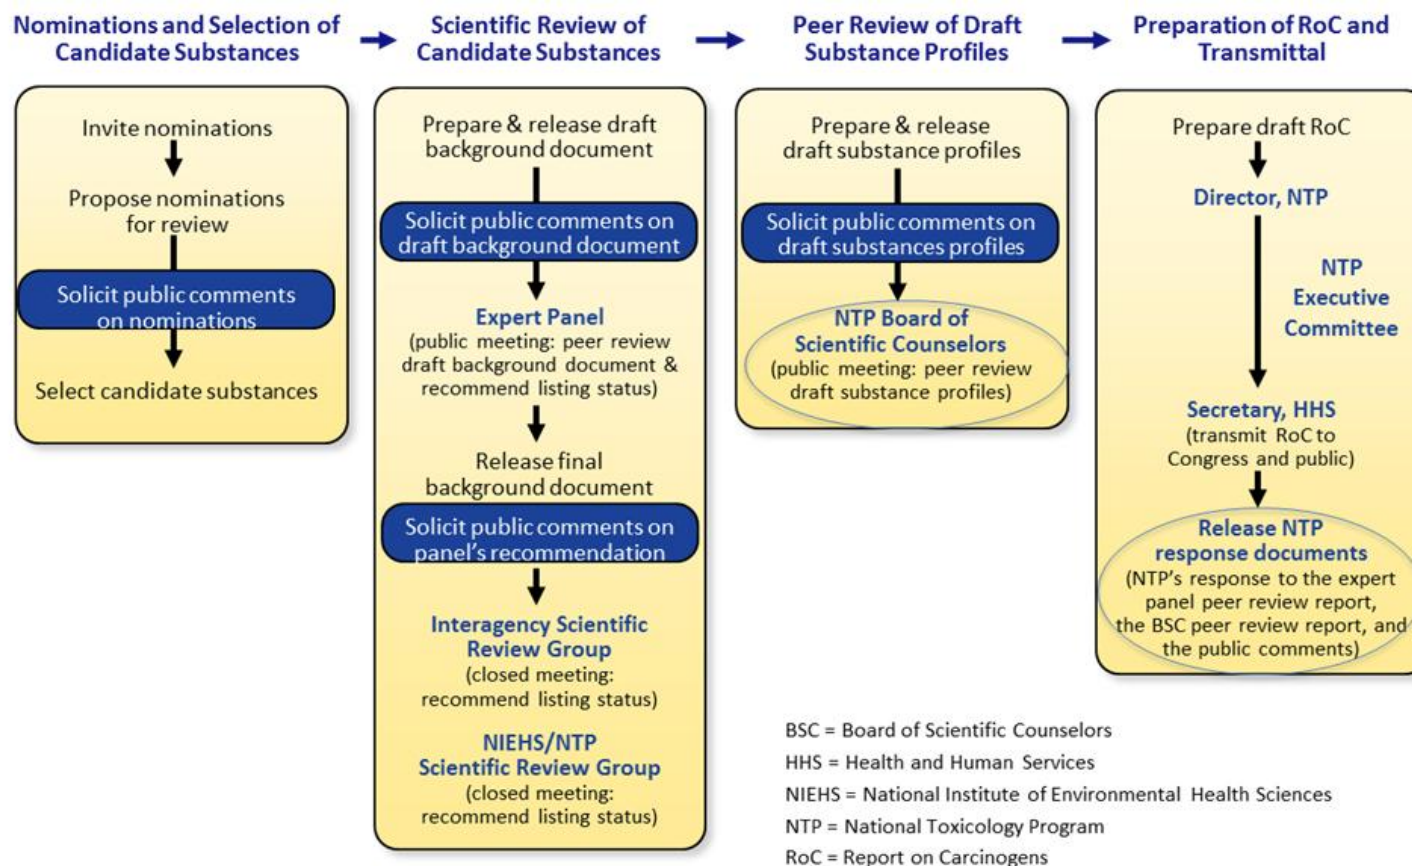 Nominations and Selection of
Candidate Substances
Invite nominations
Propose nominations
for review
Solicit public comments
on nominations
Select candidate substances
Scientific Review of
Candidate Substances
Prepare & release draft
background document
Solicit public comments on
draft background document
Expert Panel
(public meeting: peer review
draft background document &
recommend listing status)
Release final
background document
Solicit public comments on
panel's recommendation
Interagency Scientific
Review Group
(closed meeting:
recommend listing status)
NIEHS/NTP
Scientific Review Group
(closed meeting:
recommend listing status)
Peer Review of Draft
Substance Profiles
Prepare & release
draft substance profiles
Solicit public comments on
draft substances profiles
NTP Board of
Scientific Counselors
(public meeting: peer review
draft substance profiles)
Preparation of RoC and
Transmittal
Prepare draft RoC
Director, NTP
NTP
Executive
Committee
Secretary, HHS
(transmit RoC to
Congress and public)
Release NTP
response documents
(NTP's response to the expert
panel peer review report,
the BSC peer review report, and
the public comments)
BSC = Board of Scientific Counselors
HHS = Health and Human Services
NIEHS = National Institute of Environmental Health Sciences
NTP = National Toxicology Program
RoC = Report on Carcinogens